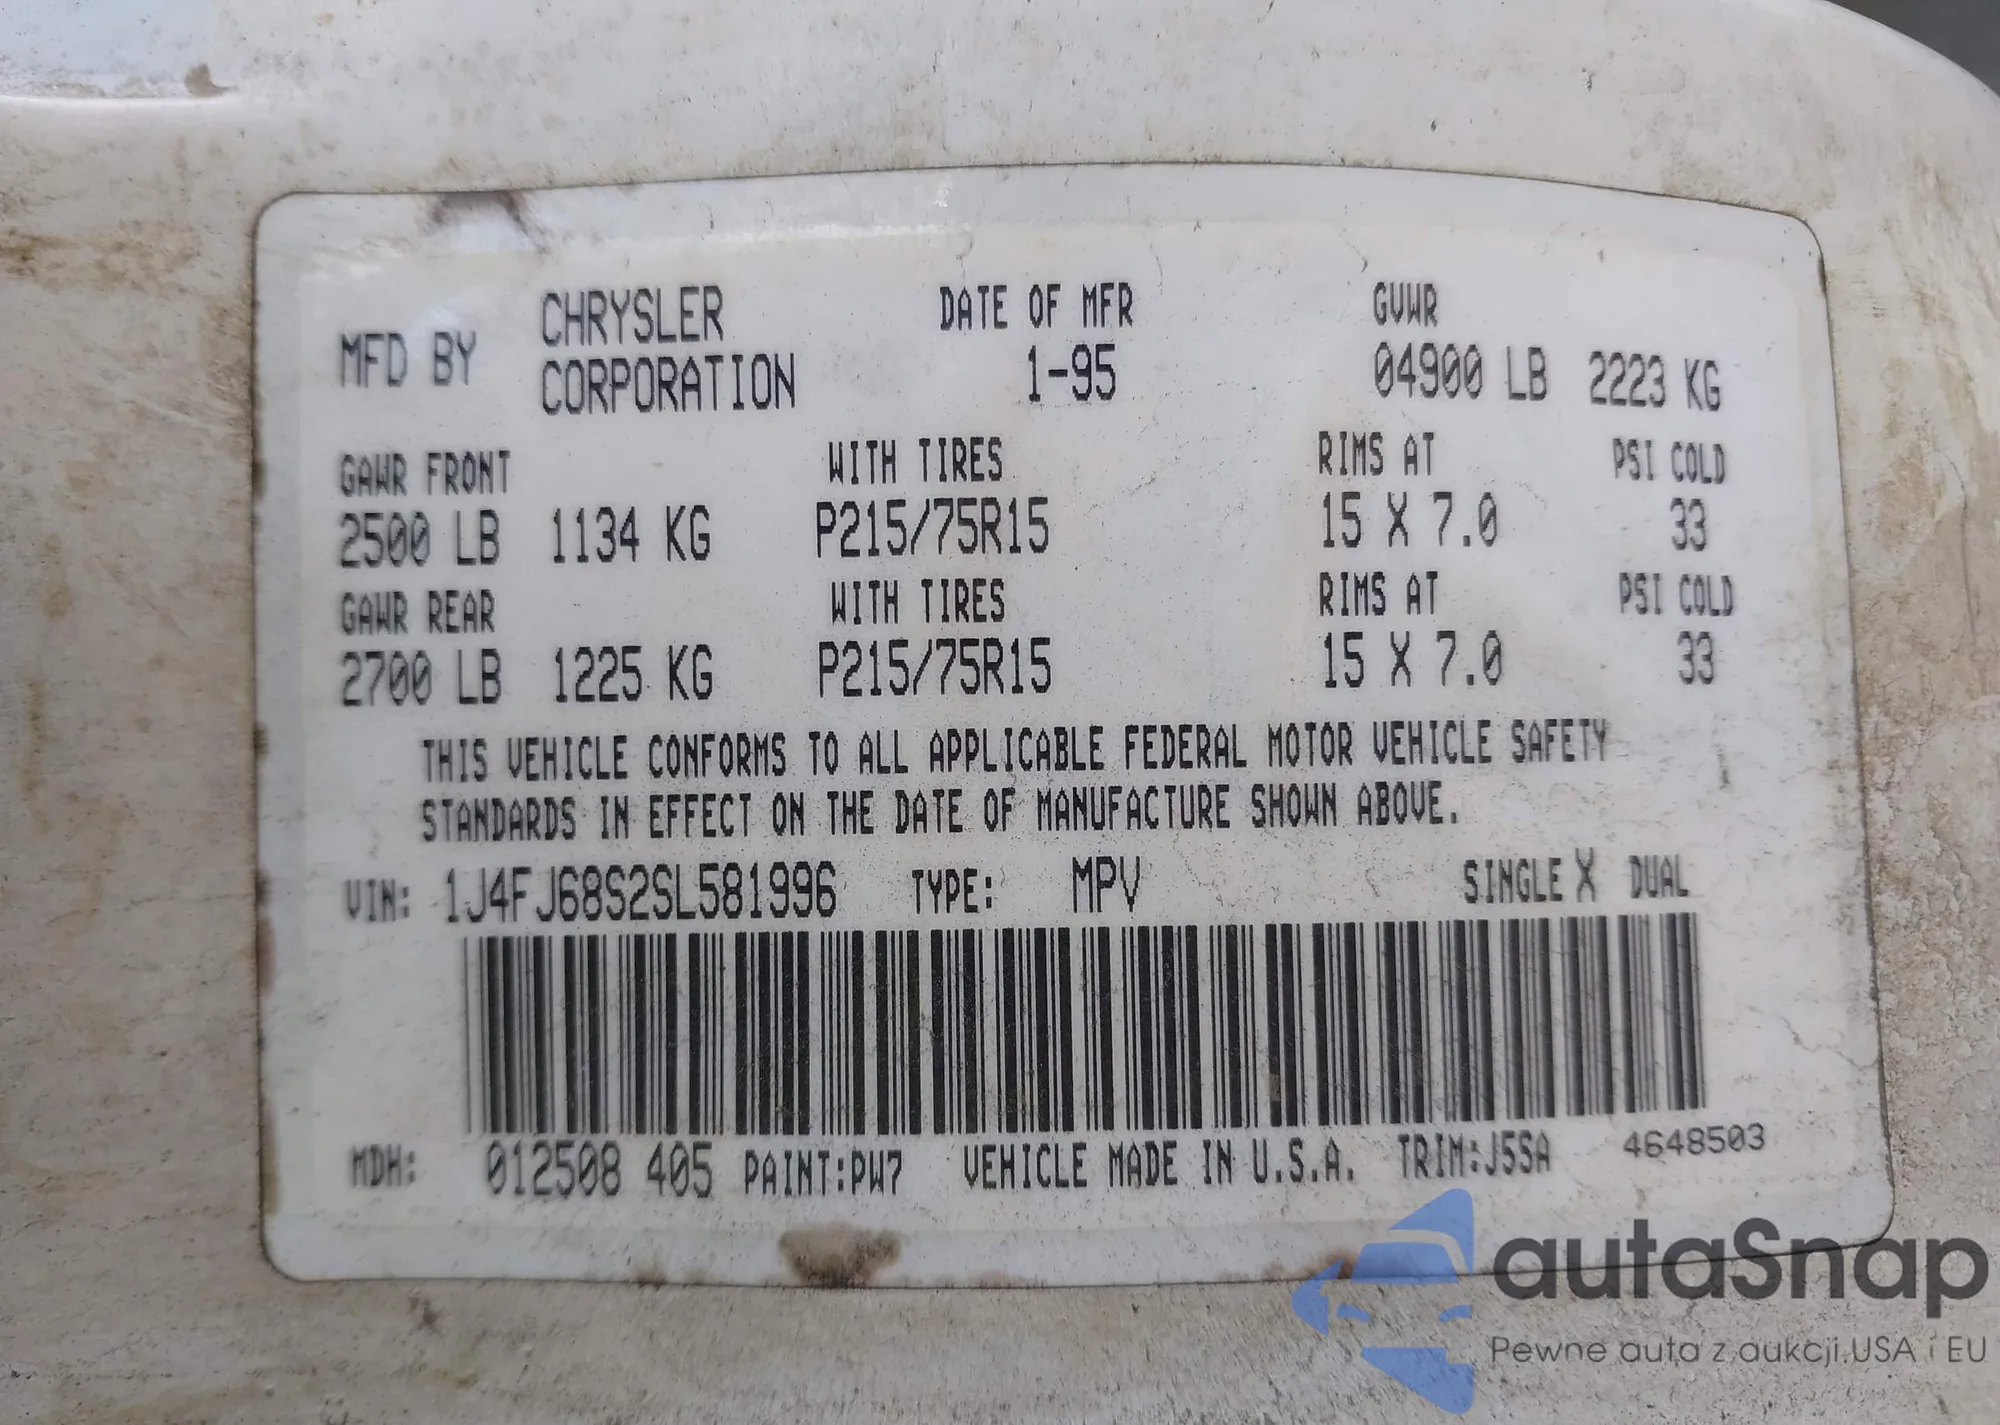 MFD BY CHRYSLER CORPORATION DATE OF MFR 1-95 GVWR 04900 LB 2223 KG
GAWR FRONT WITH TIRES RIMS AT PSI COLD
2500 LB 1134 KG P215/75R15 15 X 7.0 33
GAWR REAR WITH TIRES RIMS AT PSI COLD
2700 LB 1225 KG P215/75R15 15 X 7.0 33
THIS VEHICLE CONFORMS TO ALL APPLICABLE FEDERAL MOTOR VEHICLE SAFETY
STANDARDS IN EFFECT ON THE DATE OF MANUFACTURE SHOWN ABOVE.
VIN: 1J4FJ68S2SL581996 TYPE: MPV SINGLE X DUAL
MDH: 012508 405 PAINT:PW7 VEHICLE MADE IN U.S.A. TRIM:J5SA 4648503
autaSnap
Pewne auta z aukcji USA i EU